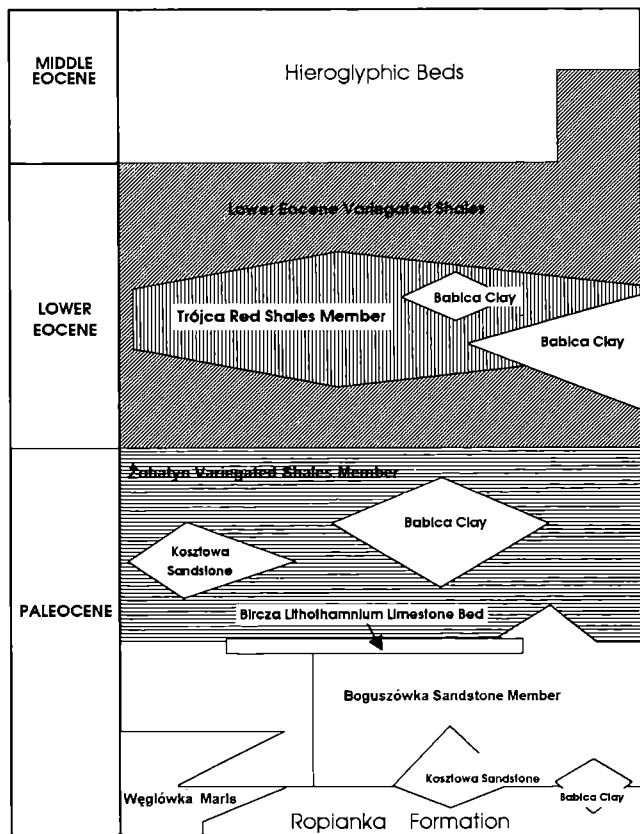 MIDDLE
EOCENE
Hieroglyphic Beds
Lower Eocene Variegated Shales
LOWER
EOCENE
Babica Clay
Trójca Red Shales Member
Babica Clay
Żohatyn Variegated Shales Member
Babica Clay
Kosztowa
Sandstone
PALEOCENE
Bircza Lithothamnium Limestone Bed
Boguszówka Sandstone Member
Kosztowa Sandstone
Węglówka Marls
Babica Clay
Ropianka Formation